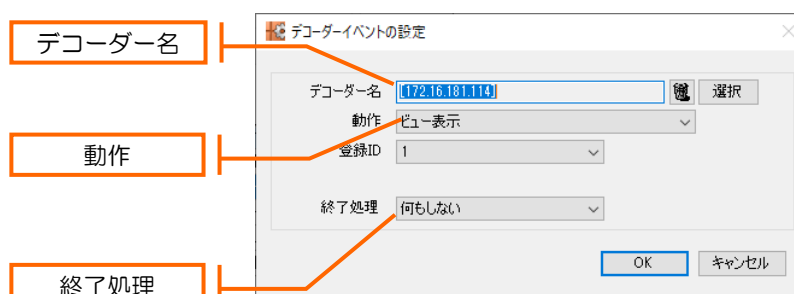 デコーダーイベントの設定
デコーダー名
デコーダー名 [172.16.181.114] 選択
動作 ビュー表示
動作
登録ID 1
終了処理 何もしない
OK キャンセル
終了処理